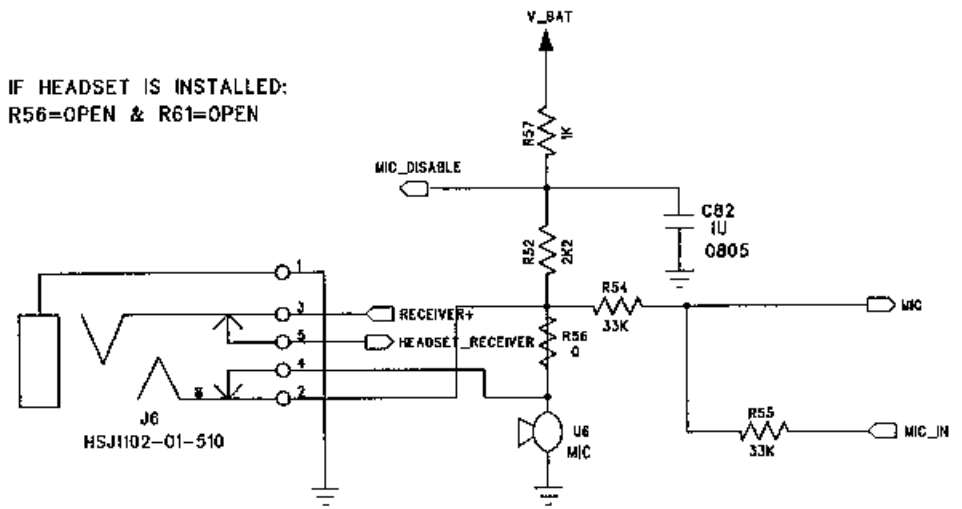 V_BAT
IF HEADSET IS INSTALLED:
R56=OPEN & R61=OPEN
R57
1K
MIC_DISABLE
C82
1U
0805
R52
2K2
1
R54
33K
MIC
3
RECEIVER+
5
HEADSET_RECEIVER
R56
0
4
2
J6
HSJ1102-01-510
U6
MIC
R55
33K
MIC_IN